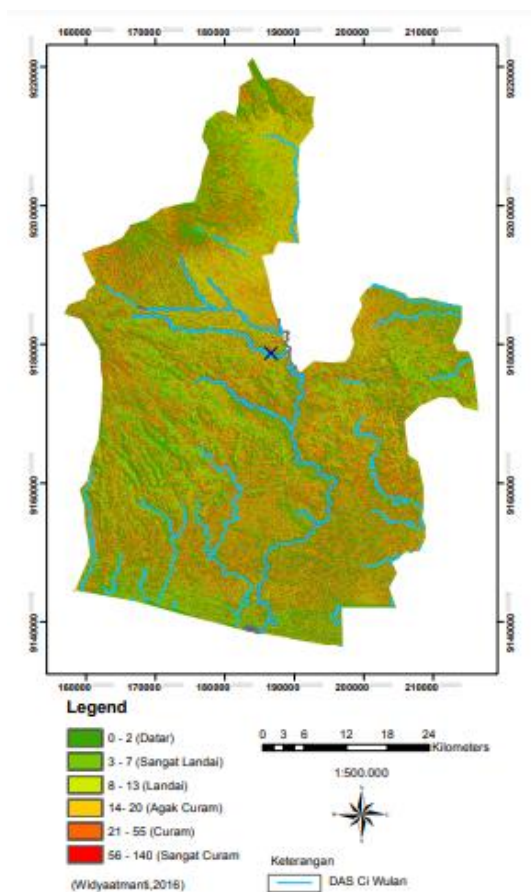 160000 170000 180000 190000 200000 210000
9220000 9220000
9200000 9200000
9180000 9180000
9160000 9160000
9140000 9140000
160000 170000 180000 190000 200000 210000
Legend
0 - 2 (Datar)
3 - 7 (Sangat Landai)
8 - 13 (Landai)
14- 20 (Agak Curam)
21 - 55 (Curam)
56 - 140 (Sangat Curam
(Widyaatmanti,2016)
0 3 6 12 18 24
Kilometers
1:500.000
Keterangan
DAS Ci Wulan